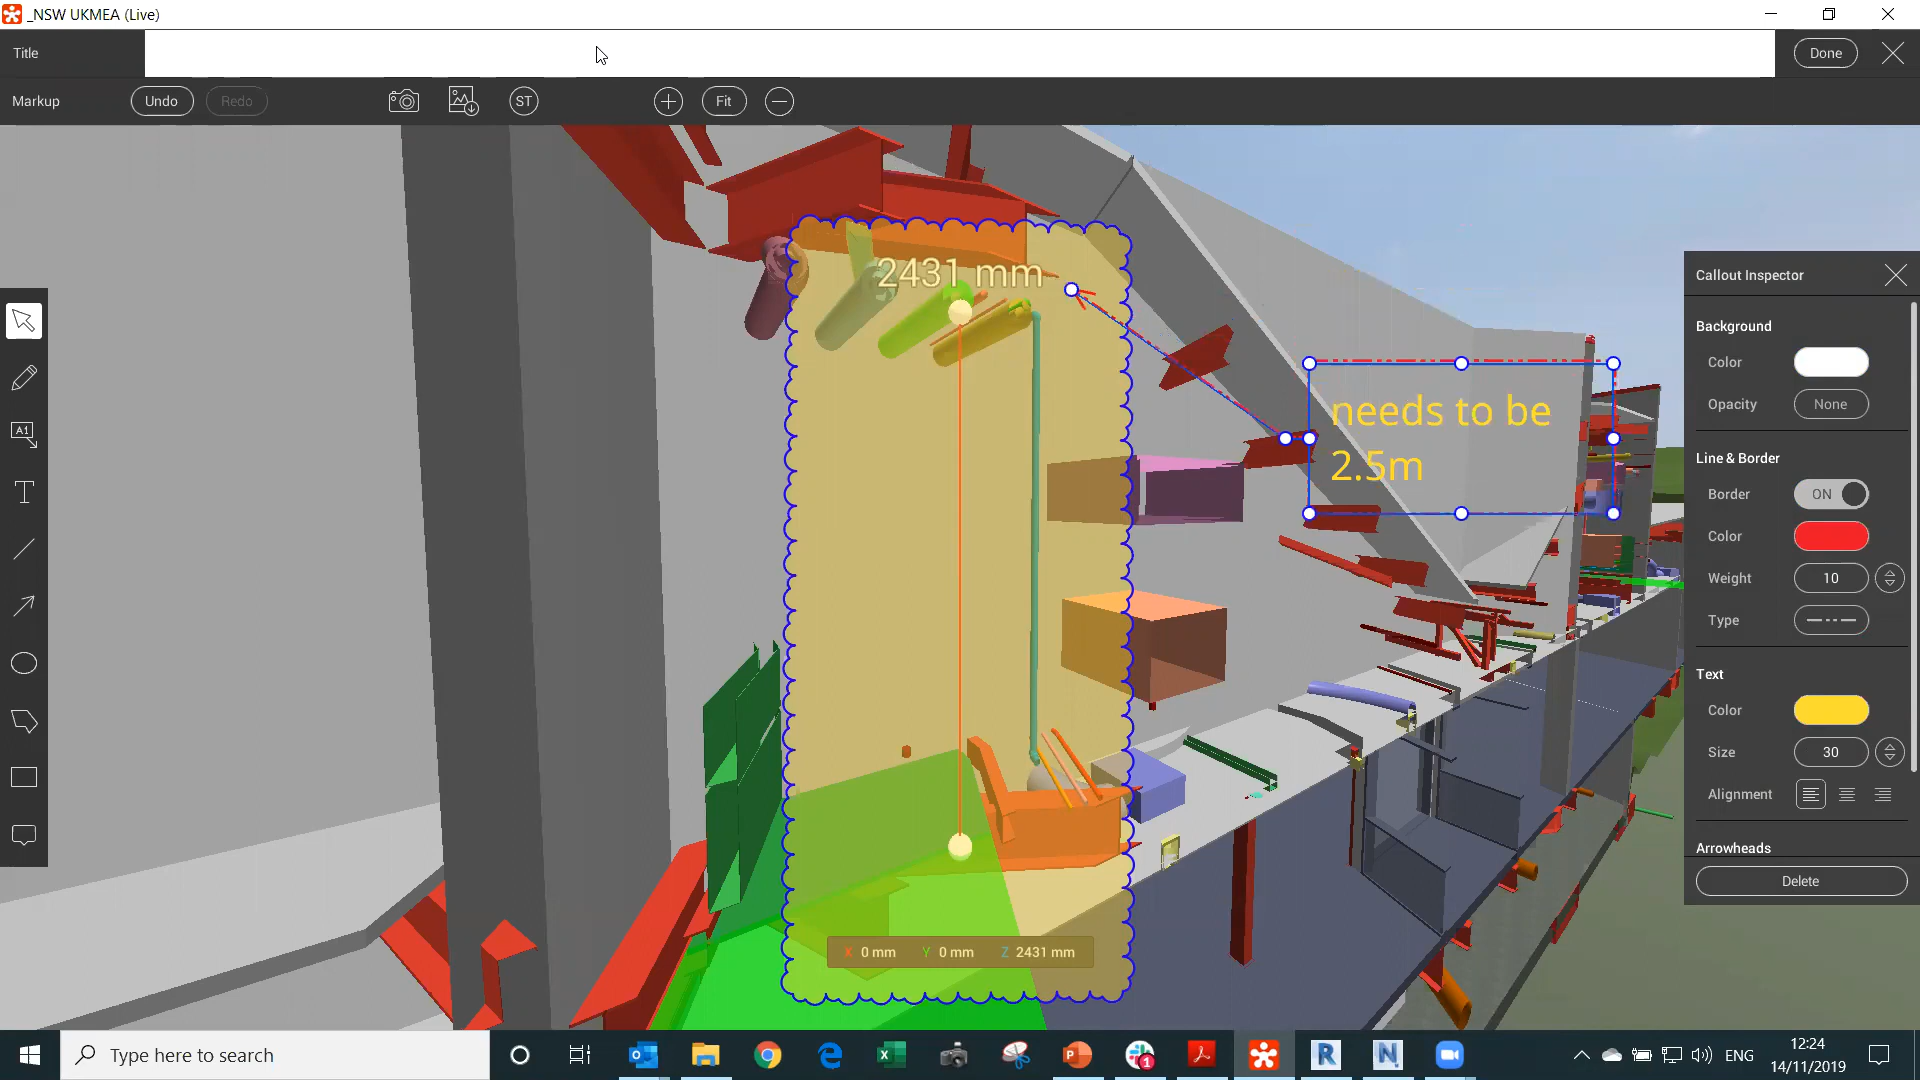 _NSW UKMEA (Live)
Title
Done
Markup
Undo
Redo
ST
Fit
2431 mm
needs to be
2.5m
A1
T
X 0 mm Y 0 mm Z 2431 mm
Callout Inspector
Background
Color
Opacity None
Line & Border
Border ON
Color
Weight 10
Type
Text
Color
Size 30
Alignment
Arrowheads
Delete
Type here to search
1
ENG
12:24
14/11/2019